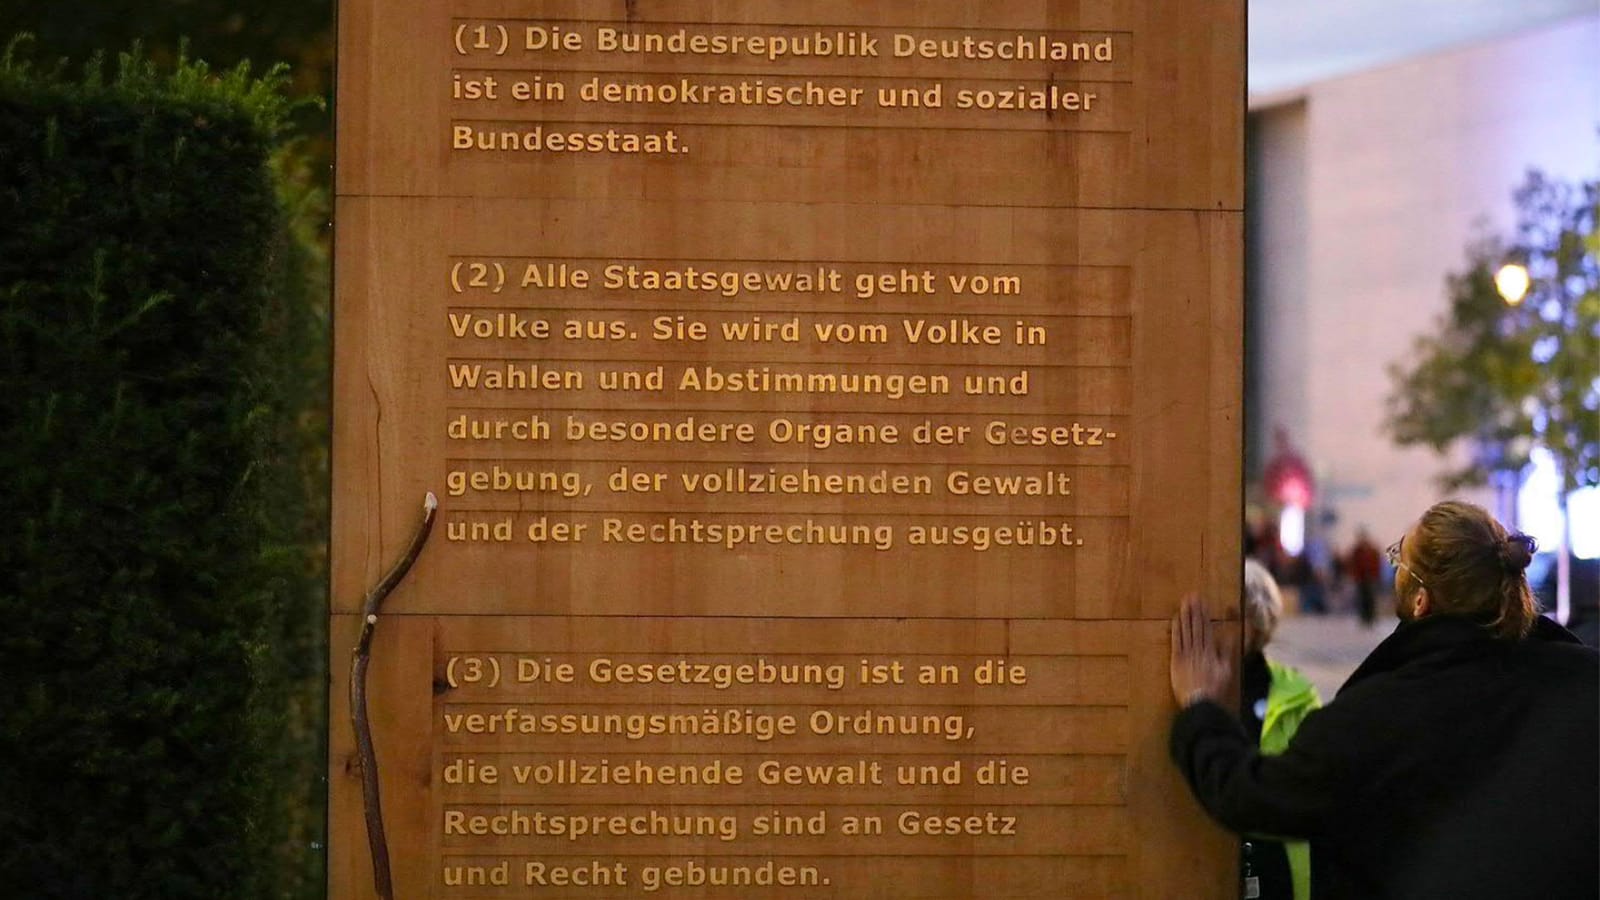 (1) Die Bundesrepublik Deutschland
ist ein demokratischer und sozialer
Bundesstaat.
(2) Alle Staatsgewalt geht vom
Volke aus. Sie wird vom Volke in
Wahlen und Abstimmungen und
durch besondere Organe der Gesetz-
gebung, der vollziehenden Gewalt
und der Rechtsprechung ausgeübt.
(3) Die Gesetzgebung ist an die
verfassungsmäßige Ordnung,
die vollziehende Gewalt und die
Rechtsprechung sind an Gesetz
und Recht gebunden.